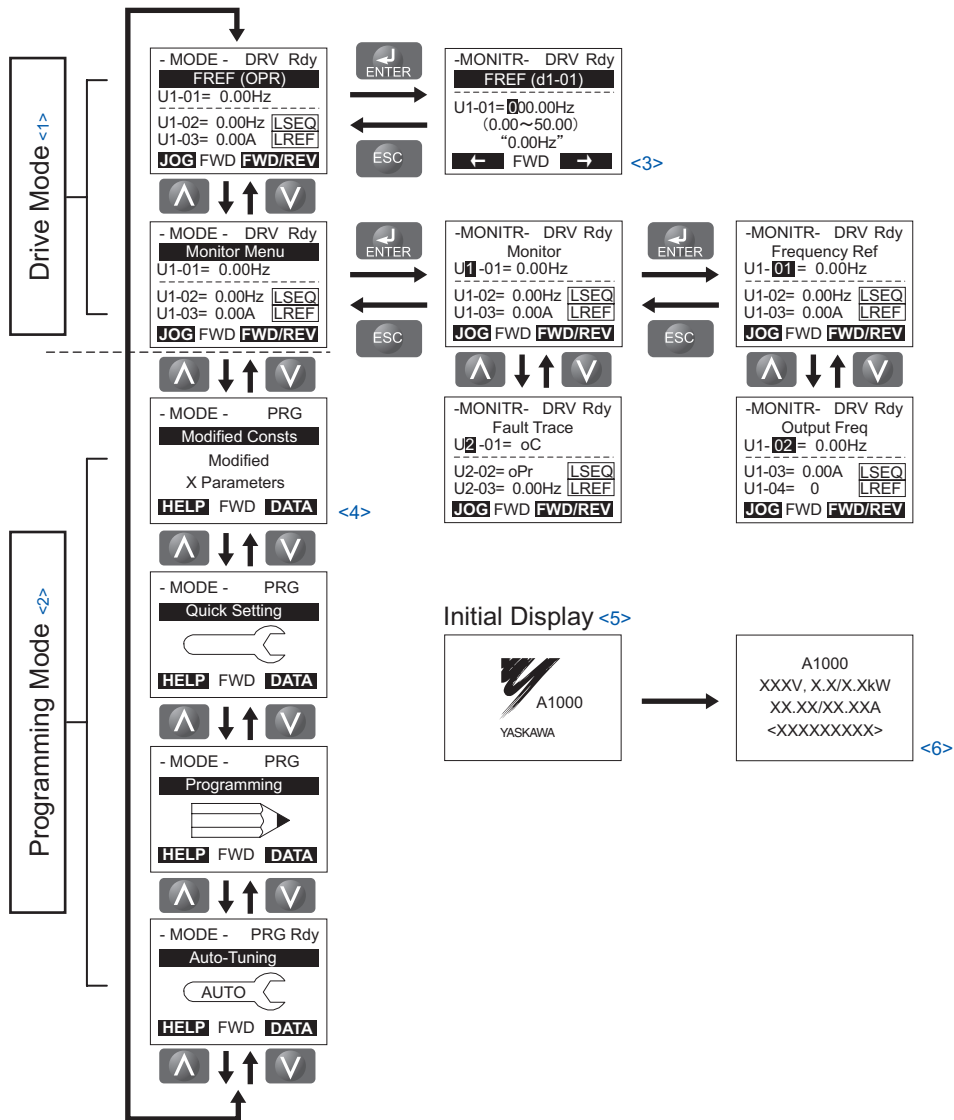 Drive Mode <1>
- MODE - DRV Rdy
FREF (OPR)
U1-01= 0.00Hz
U1-02= 0.00Hz LSEQ
U1-03= 0.00A LREF
JOG FWD FWD/REV
ENTER
ESC
-MONITR- DRV Rdy
FREF (d1-01)
U1-01= 000.00Hz
(0.00~50.00)
“0.00Hz”
← FWD →
<3>
- MODE - DRV Rdy
Monitor Menu
U1-01= 0.00Hz
U1-02= 0.00Hz LSEQ
U1-03= 0.00A LREF
JOG FWD FWD/REV
ENTER
ESC
-MONITR- DRV Rdy
Monitor
U1 -01= 0.00Hz
U1-02= 0.00Hz LSEQ
U1-03= 0.00A LREF
JOG FWD FWD/REV
ENTER
ESC
-MONITR- DRV Rdy
Frequency Ref
U1- 01 = 0.00Hz
U1-02= 0.00Hz LSEQ
U1-03= 0.00A LREF
JOG FWD FWD/REV
-MONITR- DRV Rdy
Fault Trace
U2 -01= oC
U2-02= oPr LSEQ
U2-03= 0.00Hz LREF
JOG FWD FWD/REV
-MONITR- DRV Rdy
Output Freq
U1- 02 = 0.00Hz
U1-03= 0.00A LSEQ
U1-04= 0 LREF
JOG FWD FWD/REV
Programming Mode <2>
- MODE - PRG
Modified Consts
Modified
X Parameters
HELP FWD DATA
<4>
- MODE - PRG
Quick Setting
HELP FWD DATA
- MODE - PRG
Programming
HELP FWD DATA
- MODE - PRG Rdy
Auto-Tuning
AUTO
HELP FWD DATA
Initial Display <5>
A1000
YASKAWA
A1000
XXXV, X.X/X.XkW
XX.XX/XX.XXA
<XXXXXXXXX>
<6>